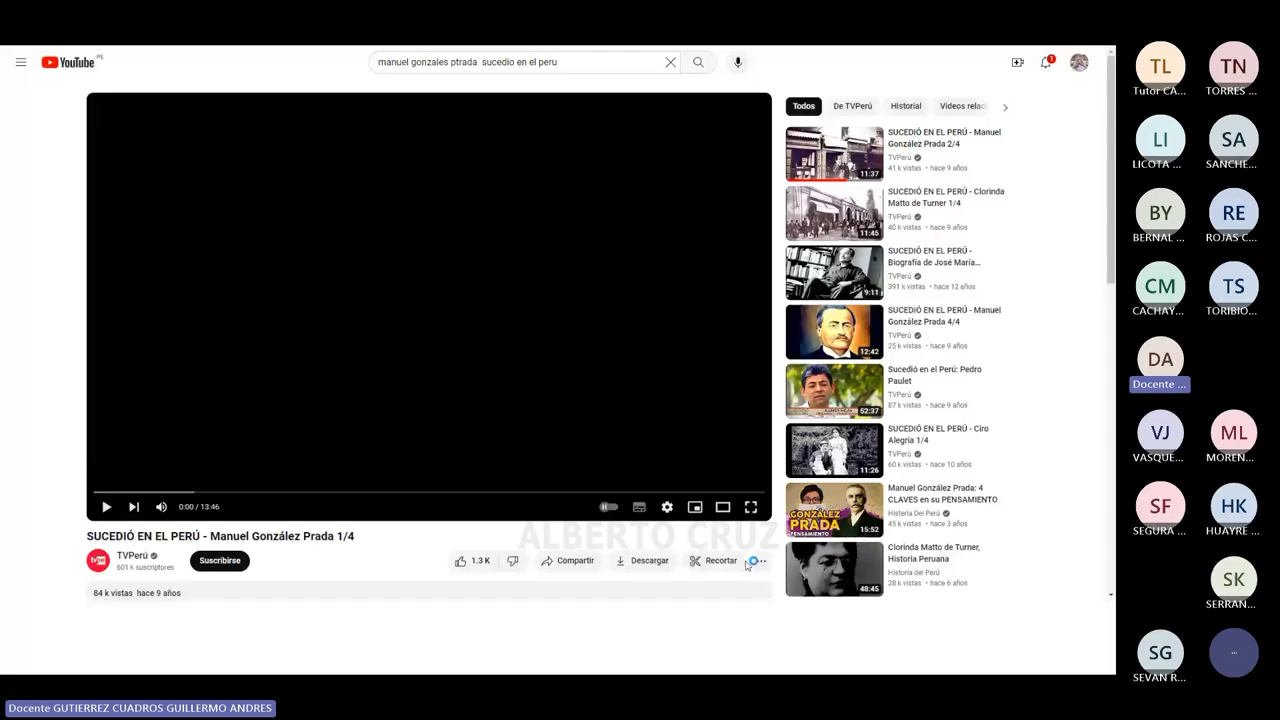 YouTube PE
manuel gonzales ptrada sucedio en el peru
1
0:00 / 13:46
SUCEDIÓ EN EL PERÚ - Manuel González Prada 1/4
TVPerú
601 k suscriptores
Suscribirse
1.3 K
Compartir
Descargar
Recortar
84 k vistas hace 9 años
ALBERTO CRUZ
Todos
De TVPerú
Historial
Videos relac
11:37
SUCEDIÓ EN EL PERÚ - Manuel
González Prada 2/4
TVPerú
41 k vistas • hace 9 años
11:45
SUCEDIÓ EN EL PERÚ - Clorinda
Matto de Turner 1/4
TVPerú
40 k vistas • hace 9 años
9:11
SUCEDIÓ EN EL PERÚ -
Biografía de José María...
TVPerú
391 k vistas • hace 12 años
12:42
SUCEDIÓ EN EL PERÚ - Manuel
González Prada 4/4
TVPerú
25 k vistas • hace 9 años
52:37
Sucedió en el Perú: Pedro
Paulet
TVPerú
87 k vistas • hace 9 años
11:26
SUCEDIÓ EN EL PERÚ - Ciro
Alegría 1/4
TVPerú
60 k vistas • hace 10 años
GONZÁLEZ
PRADA
PENSAMIENTO
15:52
Manuel González Prada: 4
CLAVES en su PENSAMIENTO
Historia Del Perú
45 k vistas • hace 3 años
48:45
Clorinda Matto de Turner,
Historia Peruana
Historia del Perú
28 k vistas • hace 6 años
TL
Tutor CA...
TN
TORRES ...
LI
LICOTA ...
SA
SANCHE...
BY
BERNAL ...
RE
ROJAS C...
CM
CACHAY...
TS
TORIBIO...
DA
Docente ...
VJ
VASQUE...
ML
MOREN...
SF
SEGURA ...
HK
HUAYRE...
SK
SERRAN...
SG
SEVAN R...
...
Docente GUTIERREZ CUADROS GUILLERMO ANDRES